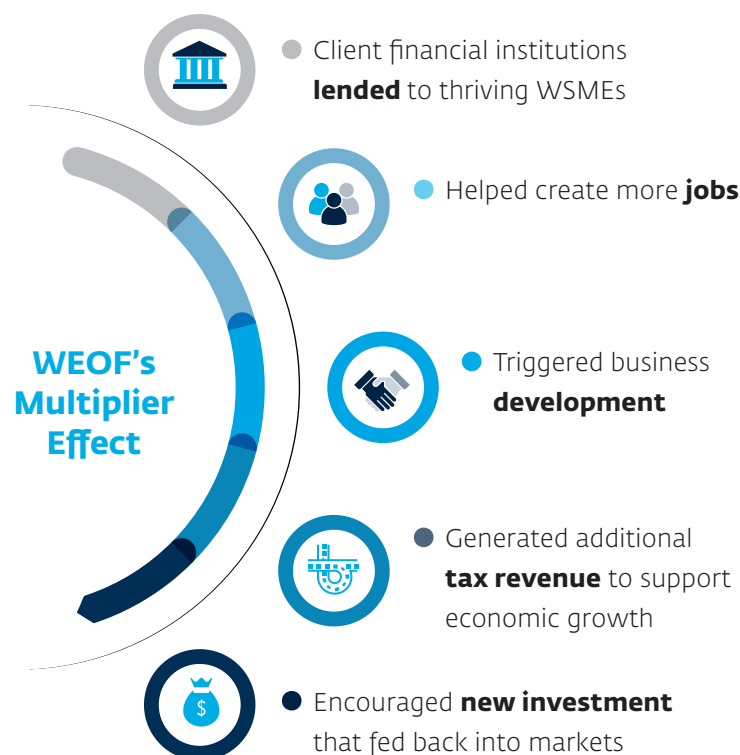 Client financial institutions
lended to thriving WSMEs
Helped create more jobs
WEOF's
Multiplier
Effect
Triggered business
development
Generated additional
tax revenue to support
economic growth
$
Encouraged new investment
that fed back into markets